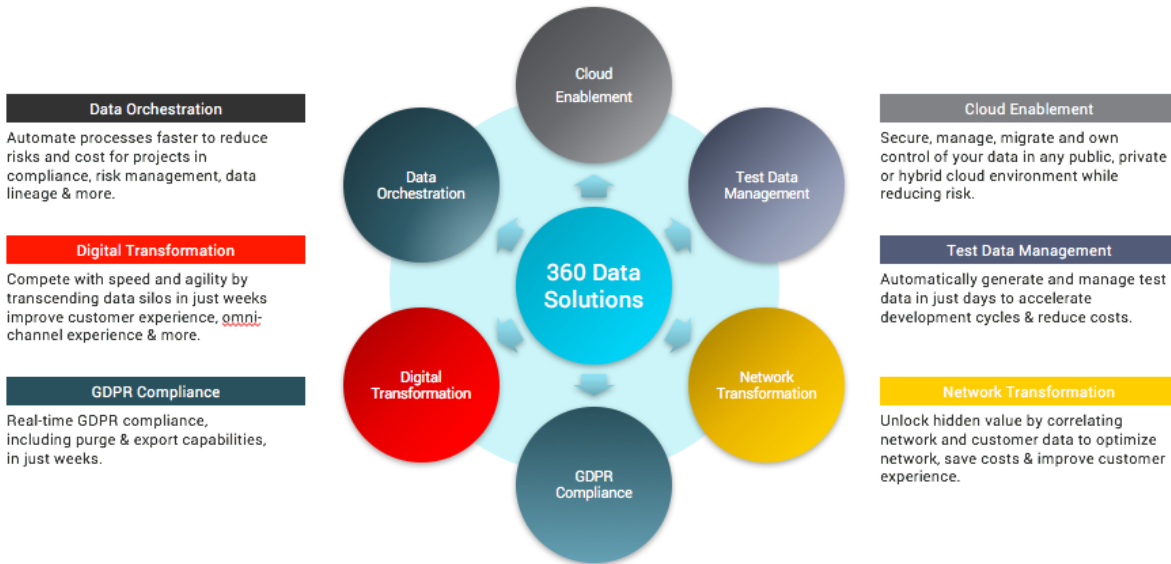 Data Orchestration
Automate processes faster to reduce
risks and cost for projects in
compliance, risk management, data
lineage & more.
Digital Transformation
Compete with speed and agility by
transcending data silos in just weeks
improve customer experience, omni-
channel experience & more.
GDPR Compliance
Real-time GDPR compliance,
including purge & export capabilities,
in just weeks.
Cloud
Enablement
Data
Orchestration
Test Data
Management
360 Data
Solutions
Digital
Transformation
Network
Transformation
GDPR
Compliance
Cloud Enablement
Secure, manage, migrate and own
control of your data in any public, private
or hybrid cloud environment while
reducing risk.
Test Data Management
Automatically generate and manage test
data in just days to accelerate
development cycles & reduce costs.
Network Transformation
Unlock hidden value by correlating
network and customer data to optimize
network, save costs & improve customer
experience.